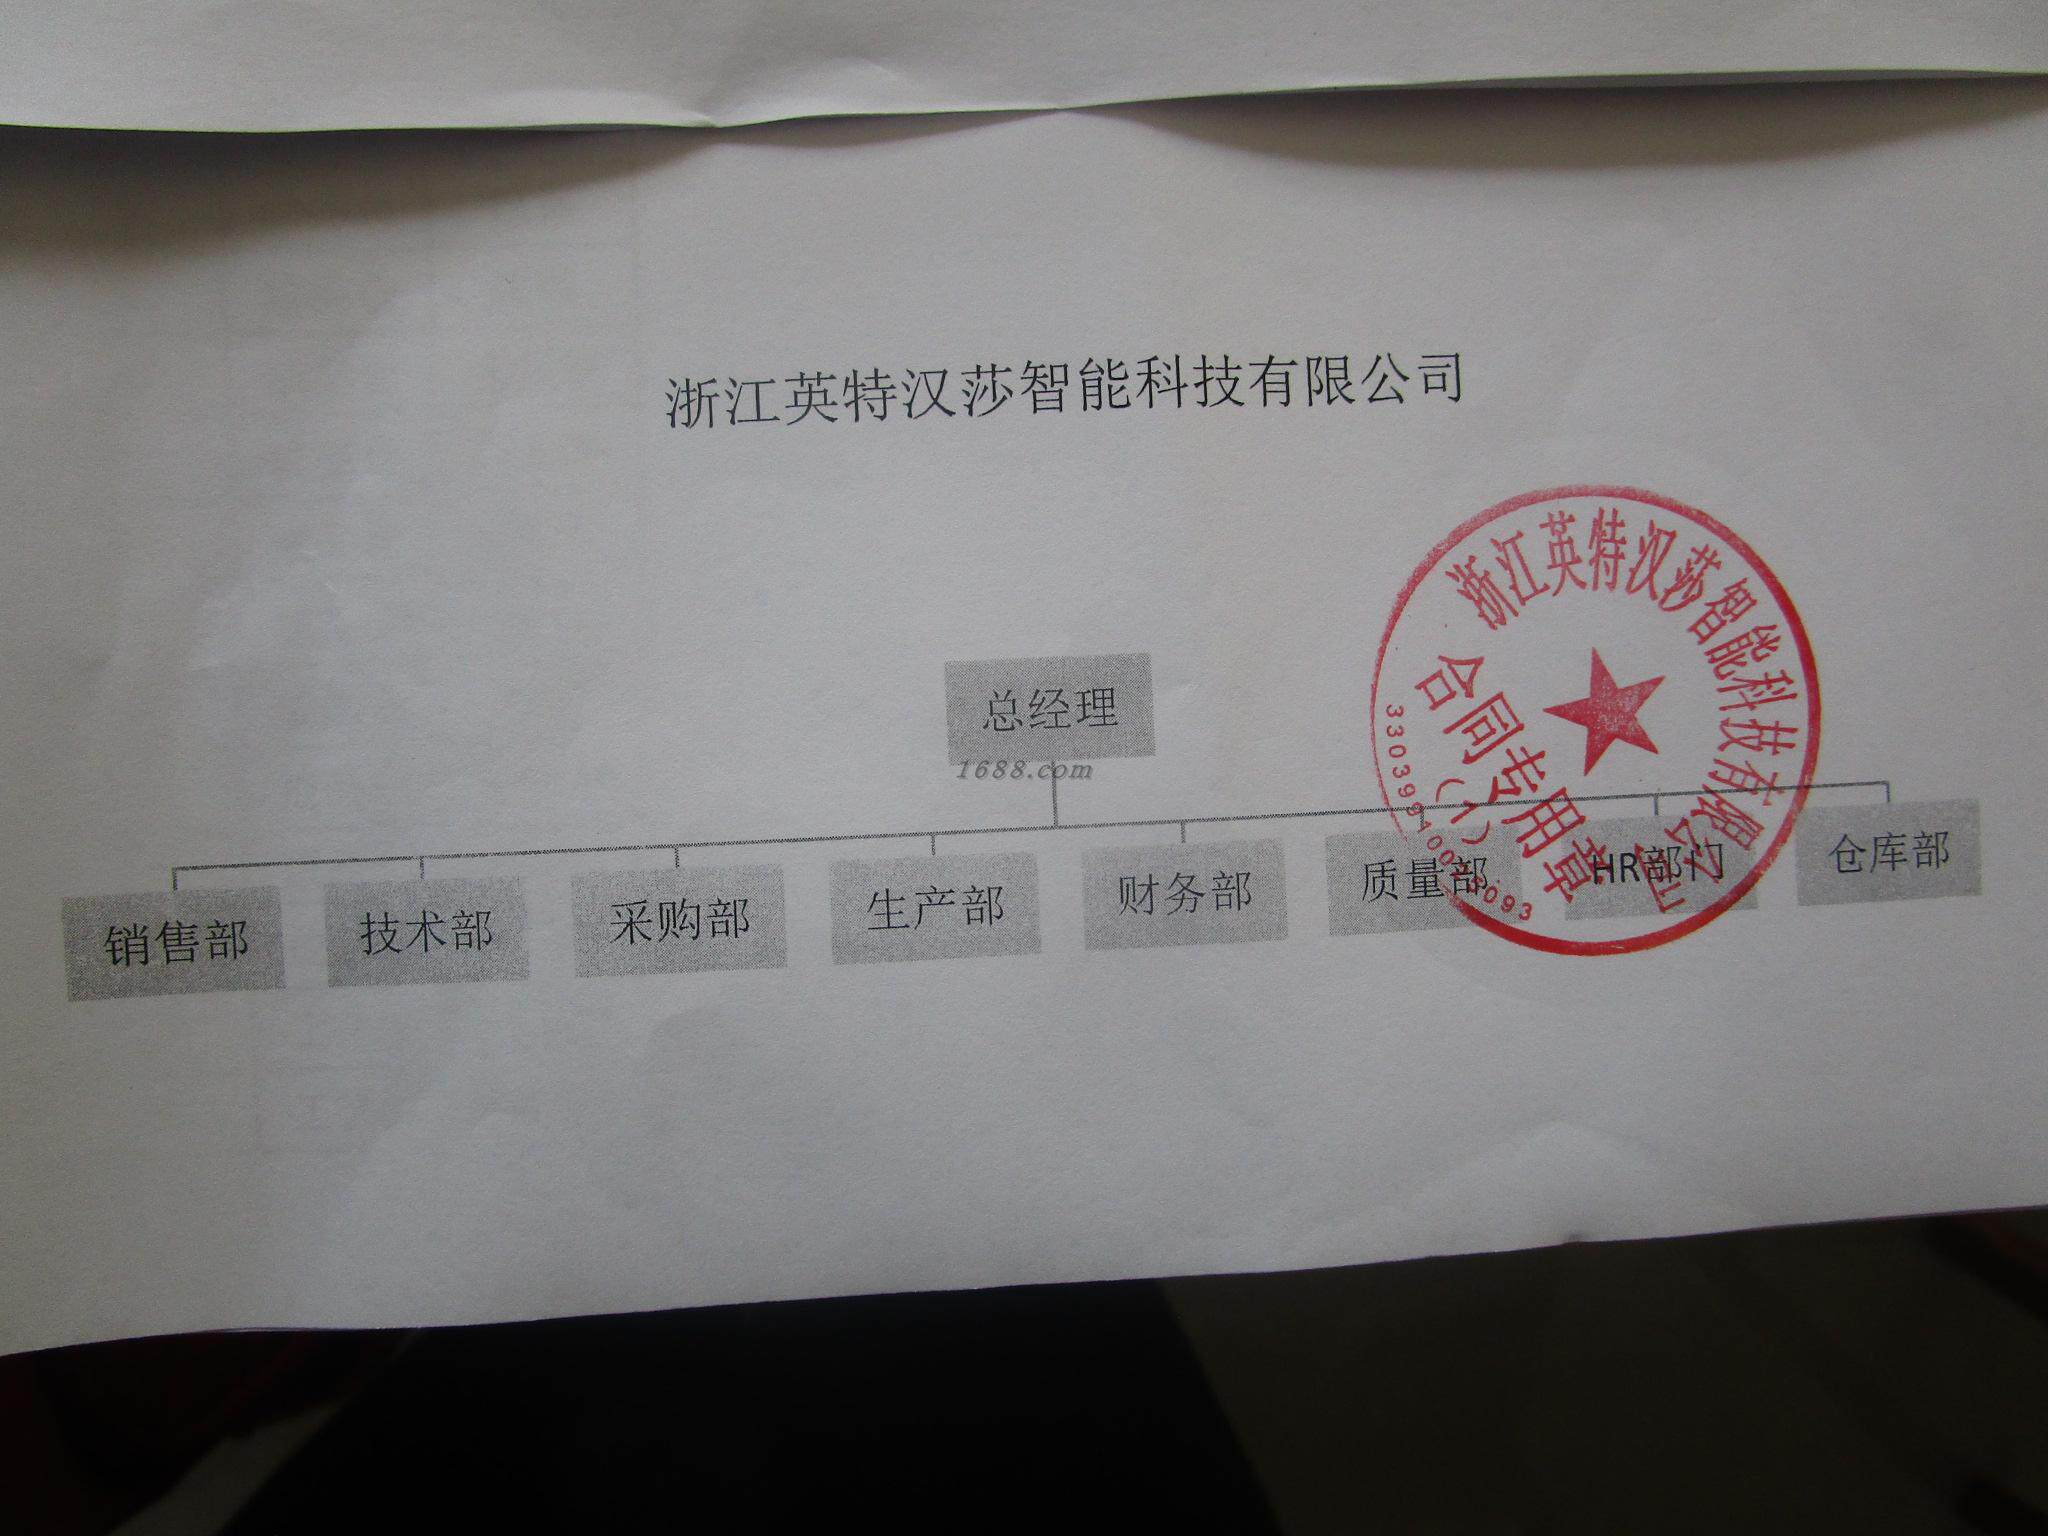 浙江英特汉莎智能科技有限公司
总经理
1688.com
销售部 技术部 采购部 生产部 财务部 质量部 HR部门 仓库部
浙江英特汉莎智能科技有限公司
合同专用章
(1)